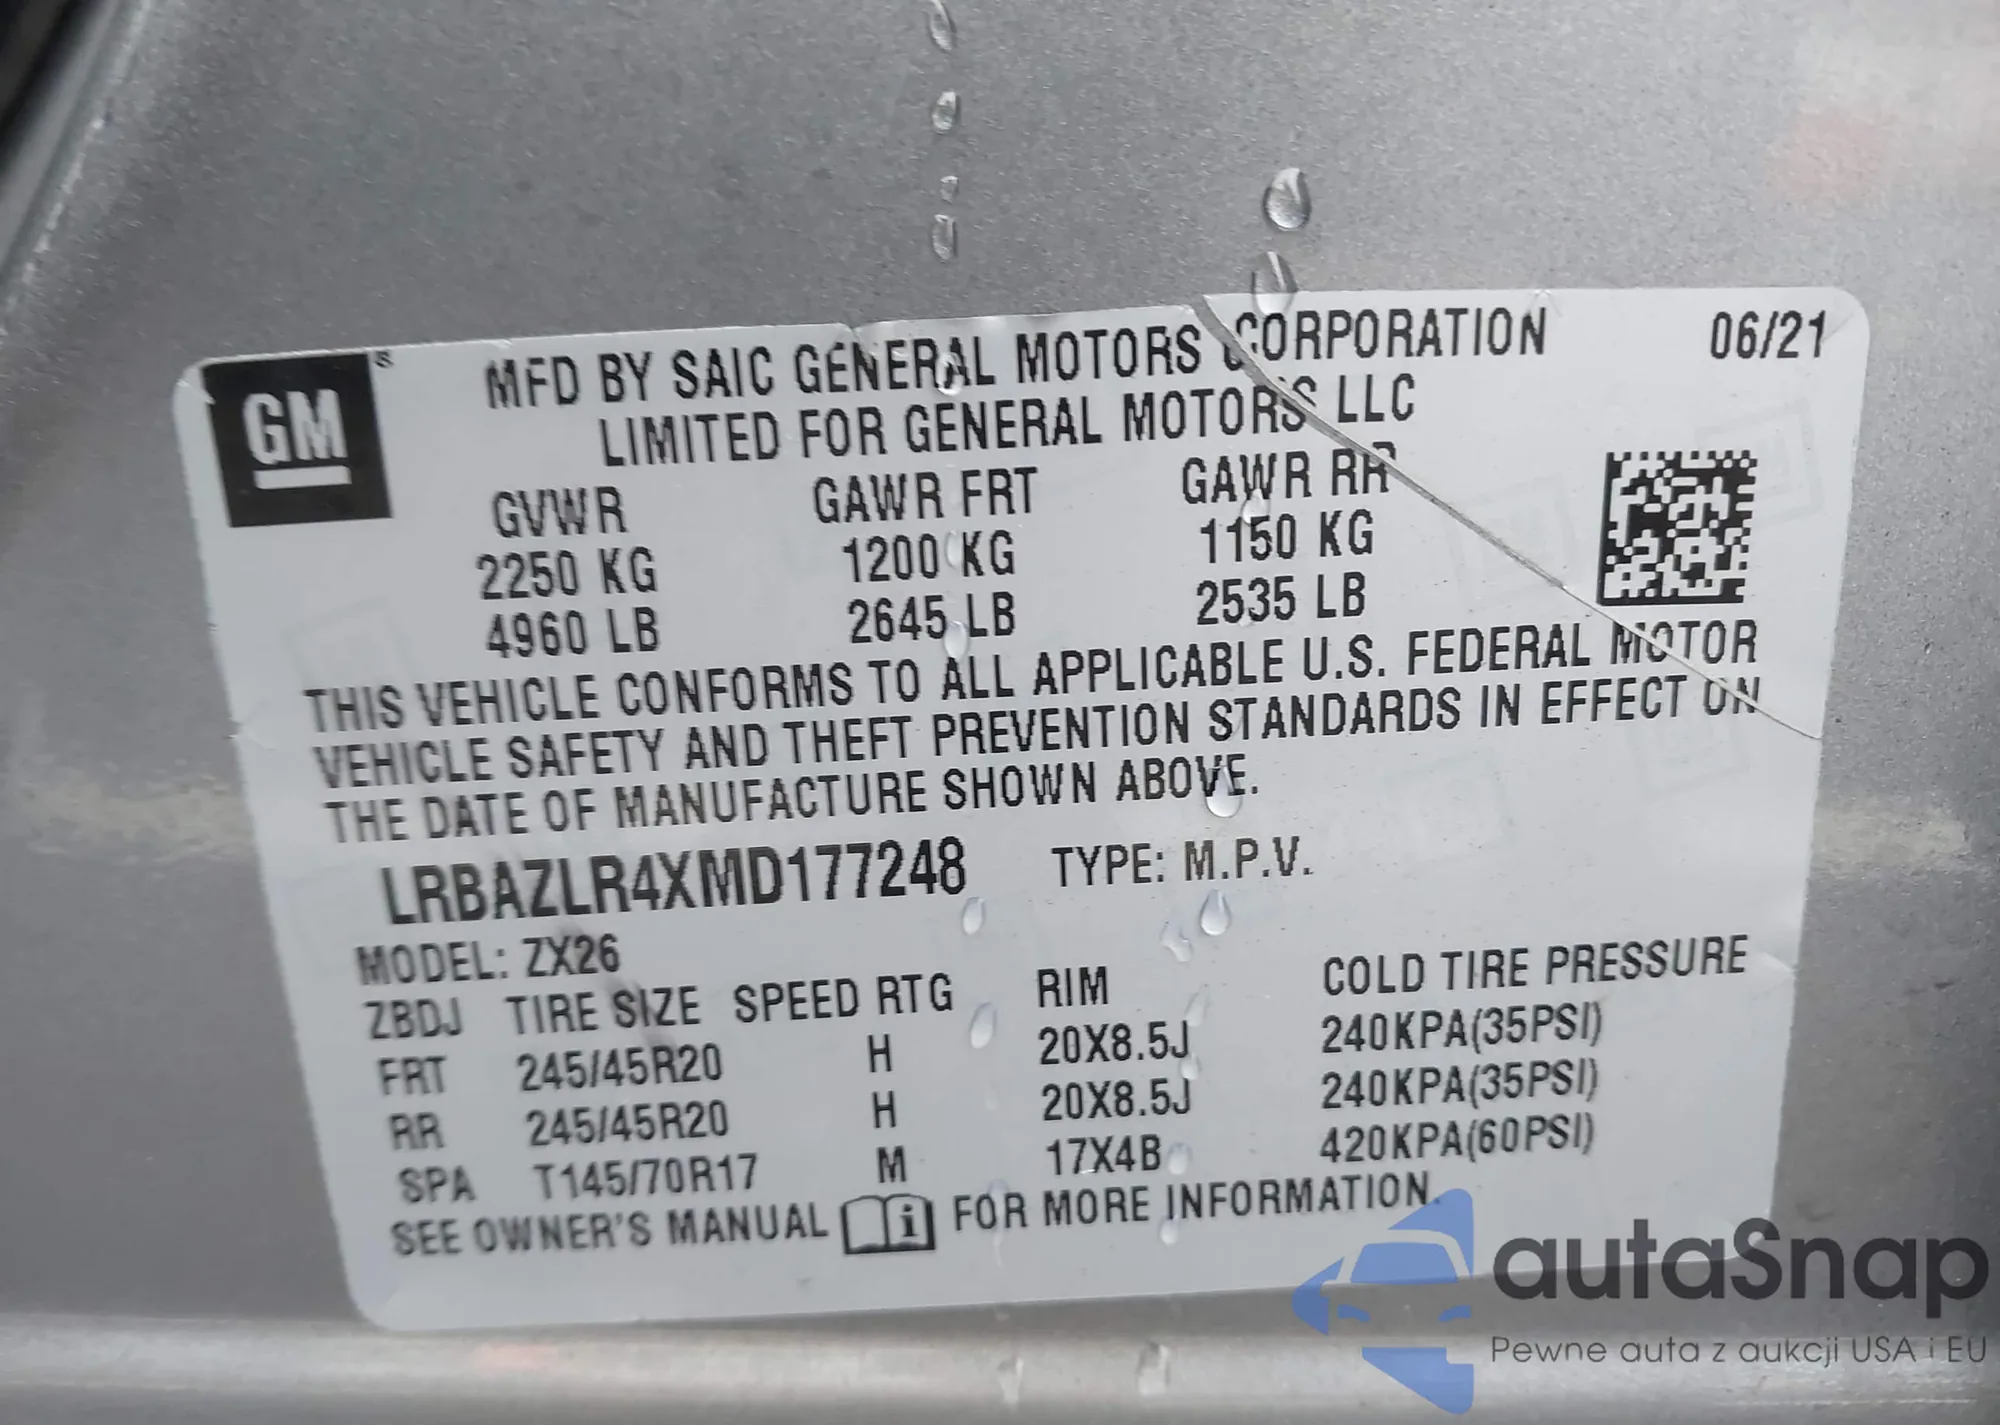 GM
MFD BY SAIC GENERAL MOTORS CORPORATION 06/21
LIMITED FOR GENERAL MOTORS LLC
GVWR GAWR FRT GAWR RR
2250 KG 1200 KG 1150 KG
4960 LB 2645 LB 2535 LB
THIS VEHICLE CONFORMS TO ALL APPLICABLE U.S. FEDERAL MOTOR
VEHICLE SAFETY AND THEFT PREVENTION STANDARDS IN EFFECT ON
THE DATE OF MANUFACTURE SHOWN ABOVE.
LRBAZLR4XMD177248 TYPE: M.P.V.
MODEL: ZX26
ZBDJ TIRE SIZE SPEED RTG RIM COLD TIRE PRESSURE
FRT 245/45R20 H 20X8.5J 240KPA(35PSI)
RR 245/45R20 H 20X8.5J 240KPA(35PSI)
SPA T145/70R17 M 17X4B 420KPA(60PSI)
SEE OWNER'S MANUAL i FOR MORE INFORMATION.
autaSnap
Pewne auta z aukcji USA i EU